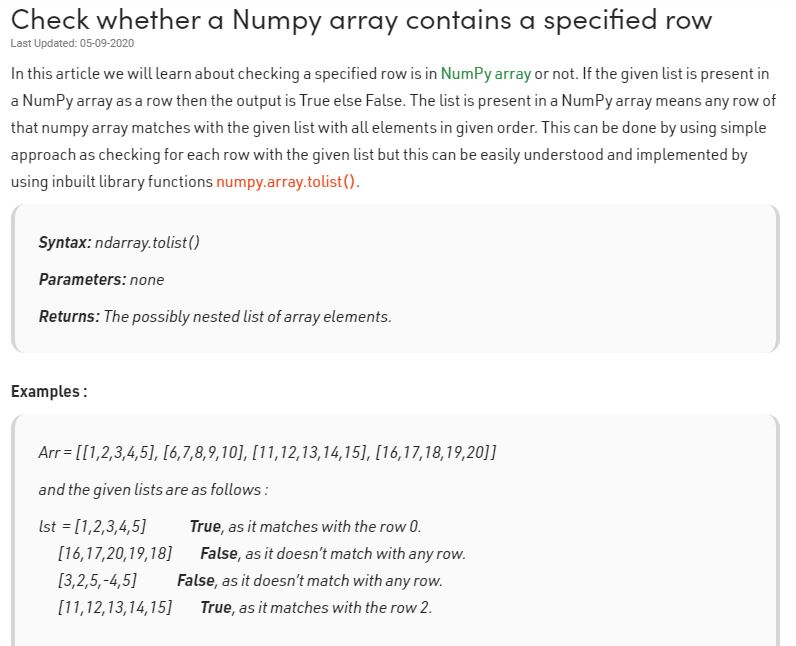 Check whether a Numpy array contains a specified row
Last Updated: 05-09-2020
In this article we will learn about checking a specified row is in NumPy array or not. If the given list is present in
a NumPy array as a row then the output is True else False. The list is present in a NumPy array means any row of
that numpy array matches with the given list with all elements in given order. This can be done by using simple
approach as checking for each row with the given list but this can be easily understood and implemented by
using inbuilt library functions numpy.array.tolist().
Syntax: ndarray.tolist()
Parameters: none
Returns: The possibly nested list of array elements.
Examples :
Arr = [[1,2,3,4,5], [6,7,8,9,10], [11,12,13,14,15], [16,17,18,19,20]]
and the given lists are as follows :
lst = [1,2,3,4,5] True, as it matches with the row 0.
[16,17,20,19,18] False, as it doesn’t match with any row.
[3,2,5,-4,5] False, as it doesn’t match with any row.
[11,12,13,14,15] True, as it matches with the row 2.